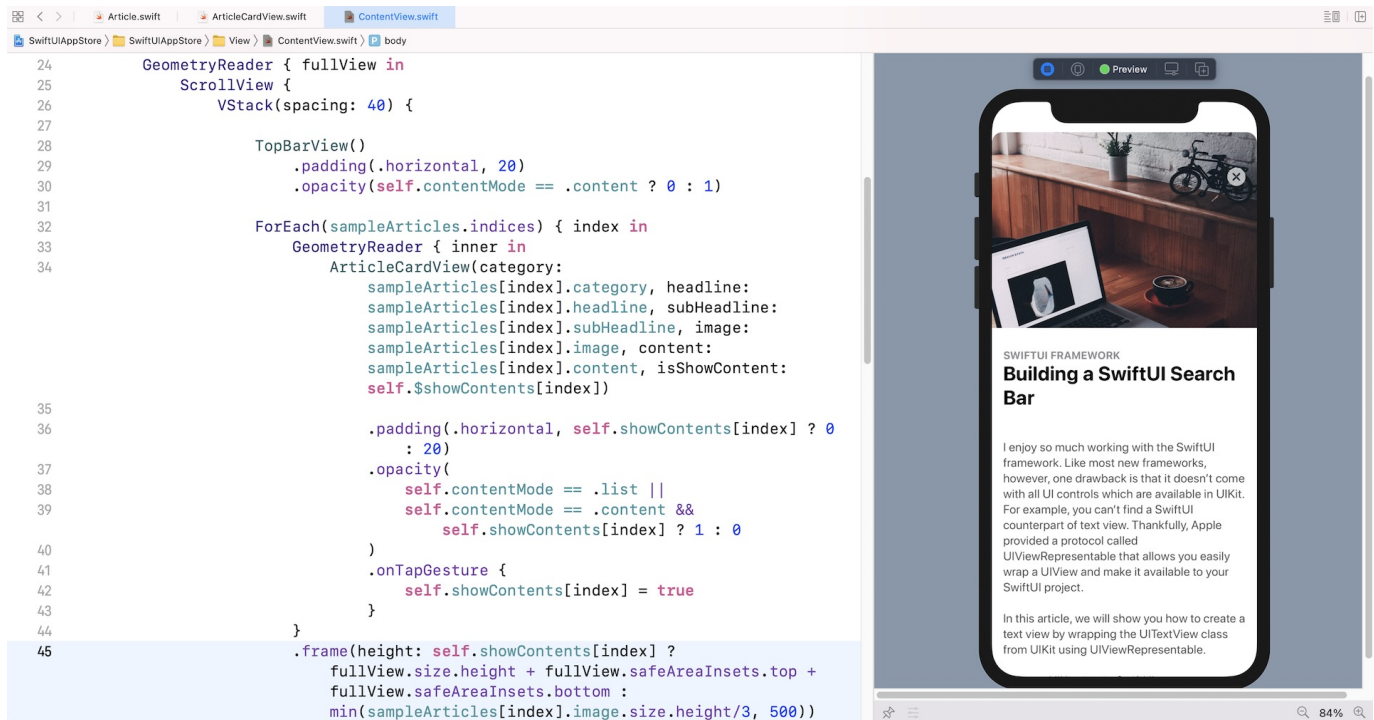 Article.swift
ArticleCardView.swift
ContentView.swift
SwiftUIAppStore
SwiftUIAppStore
View
ContentView.swift
P body
24 GeometryReader { fullView in
25 ScrollView {
26 VStack(spacing: 40) {
27
28 TopBarView()
29 .padding(.horizontal, 20)
30 .opacity(self.contentMode == .content ? 0 : 1)
31
32 ForEach(sampleArticles.indices) { index in
33 GeometryReader { inner in
34 ArticleCardView(category:
sampleArticles[index].category, headline:
sampleArticles[index].headline, subHeadline:
sampleArticles[index].subHeadline, image:
sampleArticles[index].image, content:
sampleArticles[index].content, isShowContent:
self.$showContents[index])
35
36 .padding(.horizontal, self.showContents[index] ? 0
: 20)
37 .opacity(
38 self.contentMode == .list ||
39 self.contentMode == .content &&
self.showContents[index] ? 1 : 0
40 )
41 .onTapGesture {
42 self.showContents[index] = true
43 }
44 }
45 .frame(height: self.showContents[index] ?
fullView.size.height + fullView.safeAreaInsets.top +
fullView.safeAreaInsets.bottom :
min(sampleArticles[index].image.size.height/3, 500))
Preview
SWIFTUI FRAMEWORK
Building a SwiftUI Search
Bar
I enjoy so much working with the SwiftUI
framework. Like most new frameworks,
however, one drawback is that it doesn't come
with all UI controls which are available in UIKit.
For example, you can't find a SwiftUI
counterpart of text view. Thankfully, Apple
provided a protocol called
UIViewRepresentable that allows you easily
wrap a UIView and make it available to your
SwiftUI project.
In this article, we will show you how to create a
text view by wrapping the UITextView class
from UIKit using UIViewRepresentable.
84%